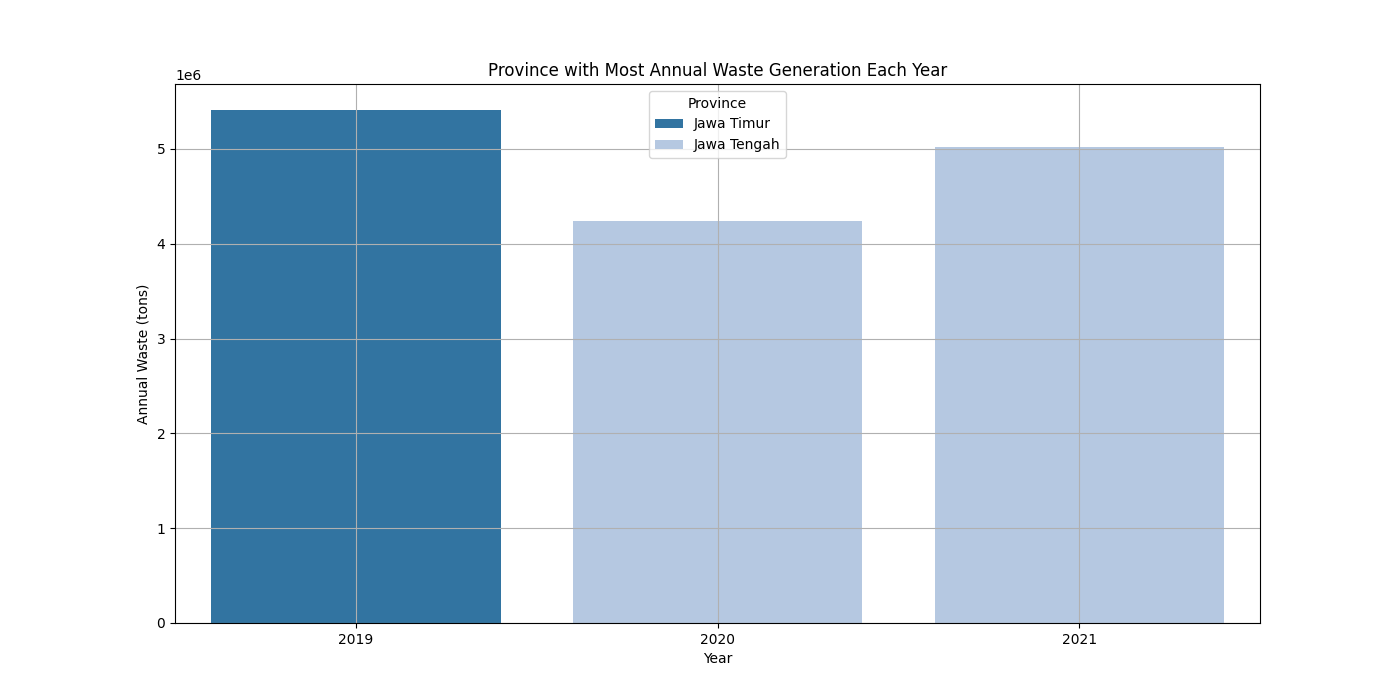 Province with Most Annual Waste Generation Each Year
1e6
Province
Jawa Timur
Jawa Tengah
5
4
3
2
1
0
Annual Waste (tons)
2019
2020
2021
Year